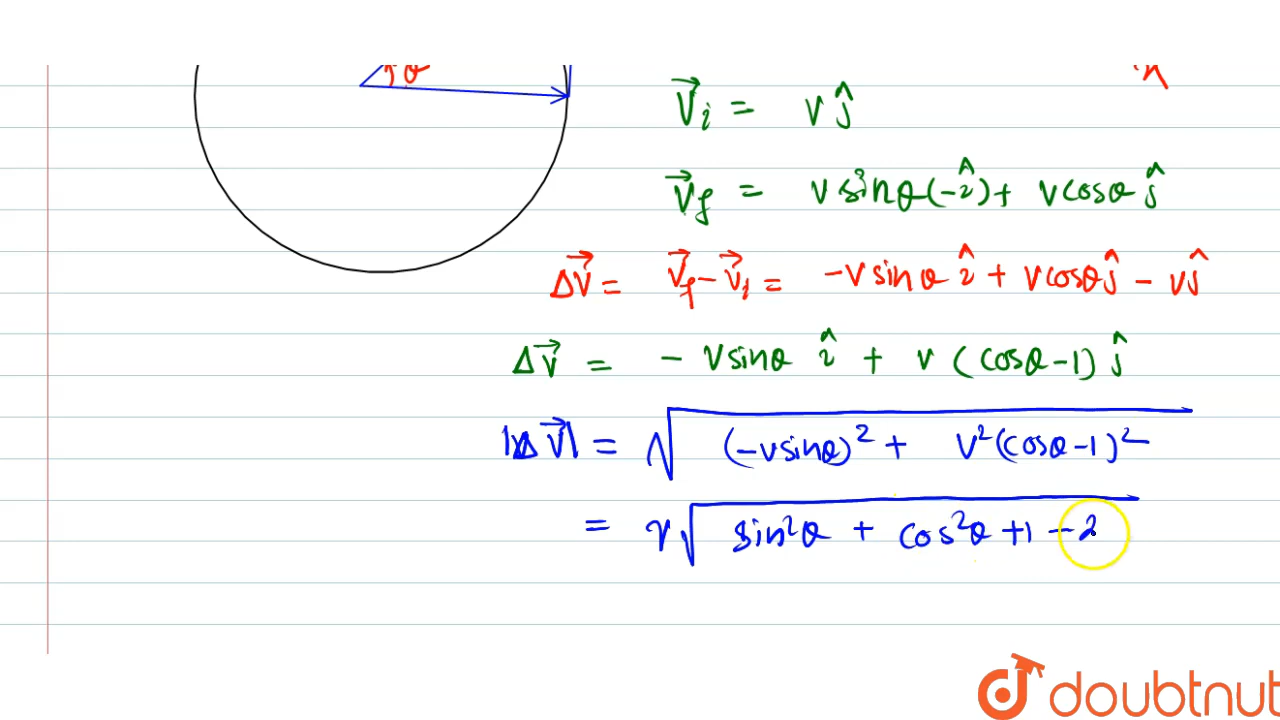 θ
x
V⃗i = v ĵ
V⃗f = v sinθ(-î) + v cosθ ĵ
ΔV⃗ = V⃗f - V⃗i = -v sinθ î + v cosθ ĵ - v ĵ
ΔV⃗ = - v sinθ î + v (cosθ - 1) ĵ
|ΔV⃗| = √((-v sinθ)² + v²(cosθ - 1)²)
= v√(sin²θ + cos²θ + 1 - 2
doubtnut